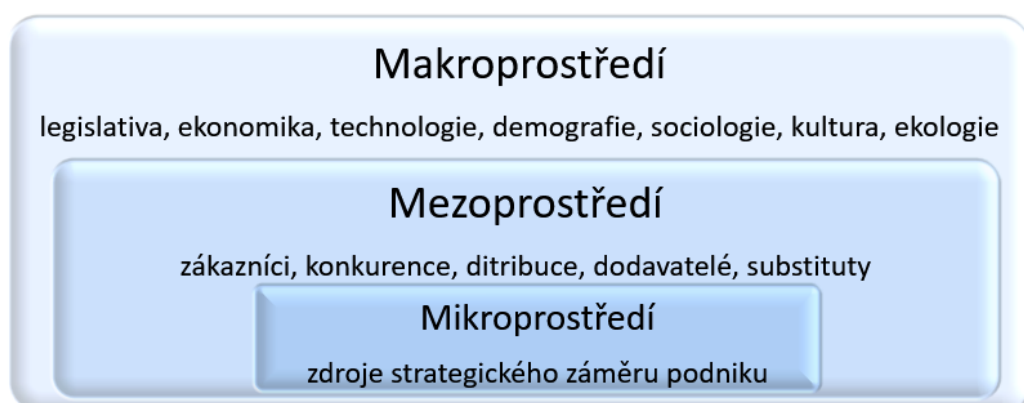 Makroprostředí
legislativa, ekonomika, technologie, demografie, sociologie, kultura, ekologie
Mezoprostředí
zákazníci, konkurence, ditribuce, dodavatelé, substituty
Mikroprostředí
zdroje strategického záměru podniku